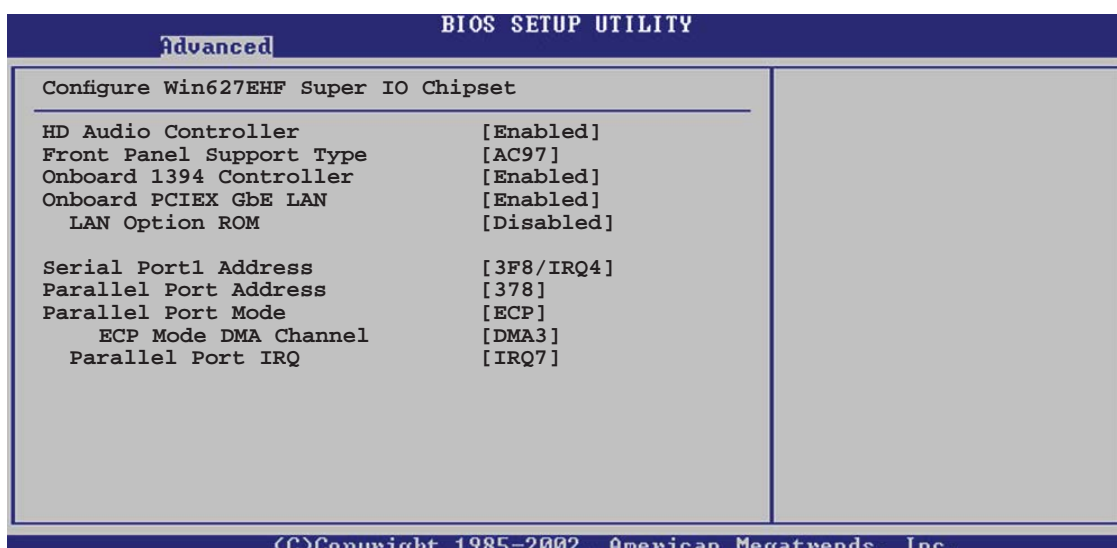 BIOS SETUP UTILITY
Advanced
Configure Win627EHF Super IO Chipset
HD Audio Controller [Enabled]
Front Panel Support Type [AC97]
Onboard 1394 Controller [Enabled]
Onboard PCIEX GbE LAN [Enabled]
LAN Option ROM [Disabled]
Serial Port1 Address [3F8/IRQ4]
Parallel Port Address [378]
Parallel Port Mode [ECP]
ECP Mode DMA Channel [DMA3]
Parallel Port IRQ [IRQ7]
(C)Copyright 1985-2002, American Megatrends, Inc